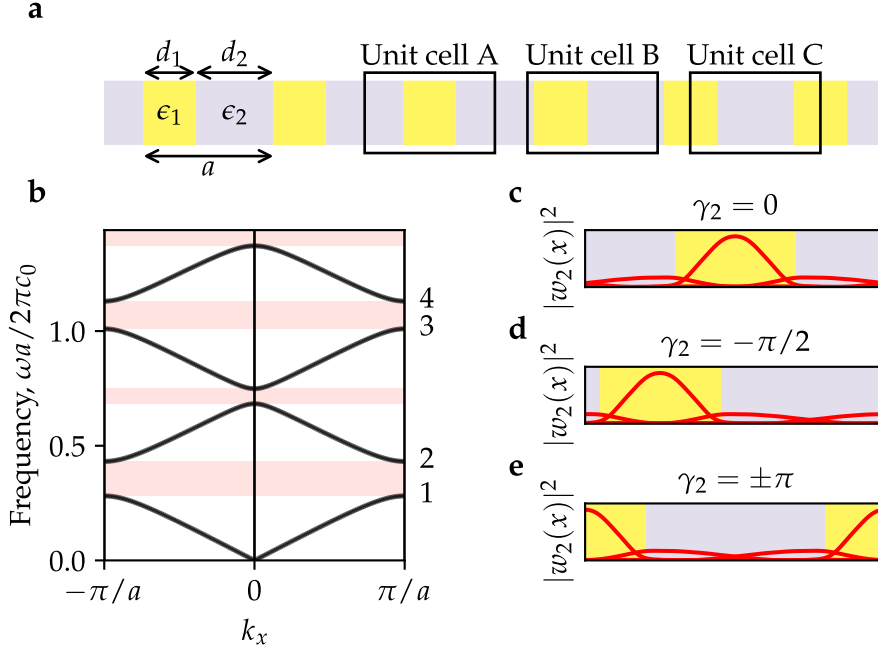 a
d₁ d₂ Unit cell A Unit cell B Unit cell C
ϵ₁ ϵ₂
a
b
Frequency, ωa/2πc₀
1.0
0.5
0.0
4
3
2
1
−π/a 0 π/a
kₓ
c
γ₂ = 0
|w₂(x)|²
d
γ₂ = −π/2
|w₂(x)|²
e
γ₂ = ±π
|w₂(x)|²